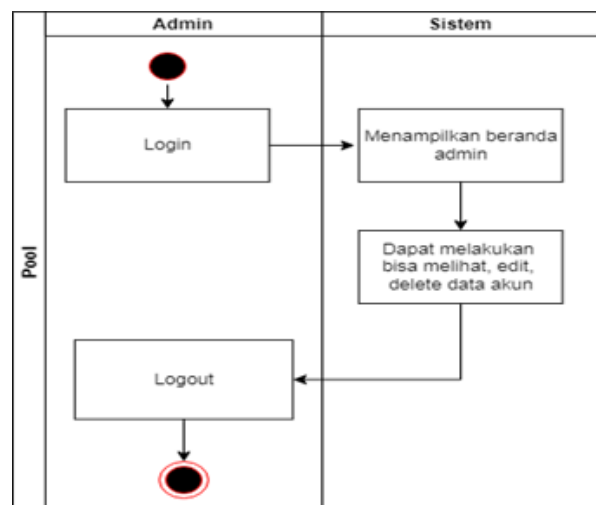 Admin
Sistem
Pool
Login
Menampilkan beranda
admin
Dapat melakukan
bisa melihat, edit,
delete data akun
Logout